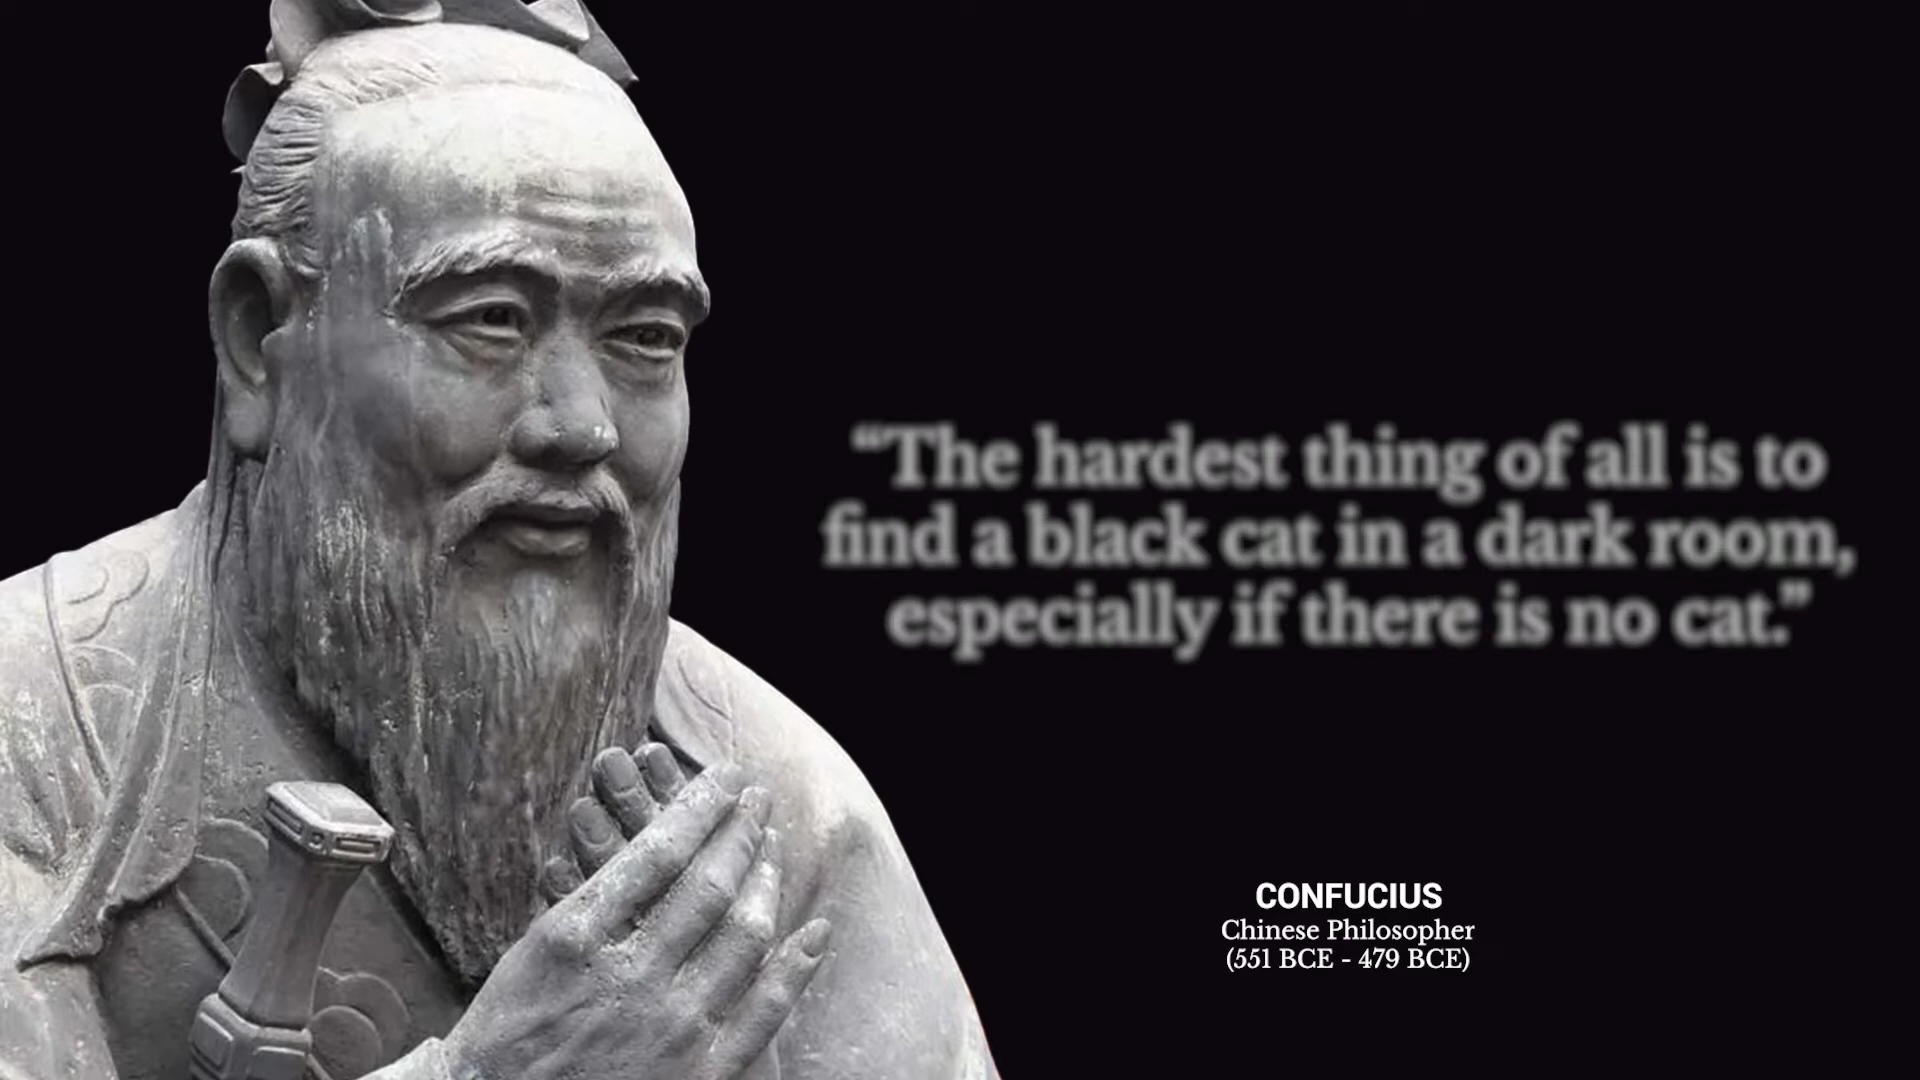 “The hardest thing of all is to
find a black cat in a dark room,
especially if there is no cat.”
CONFUCIUS
Chinese Philosopher
(551 BCE - 479 BCE)